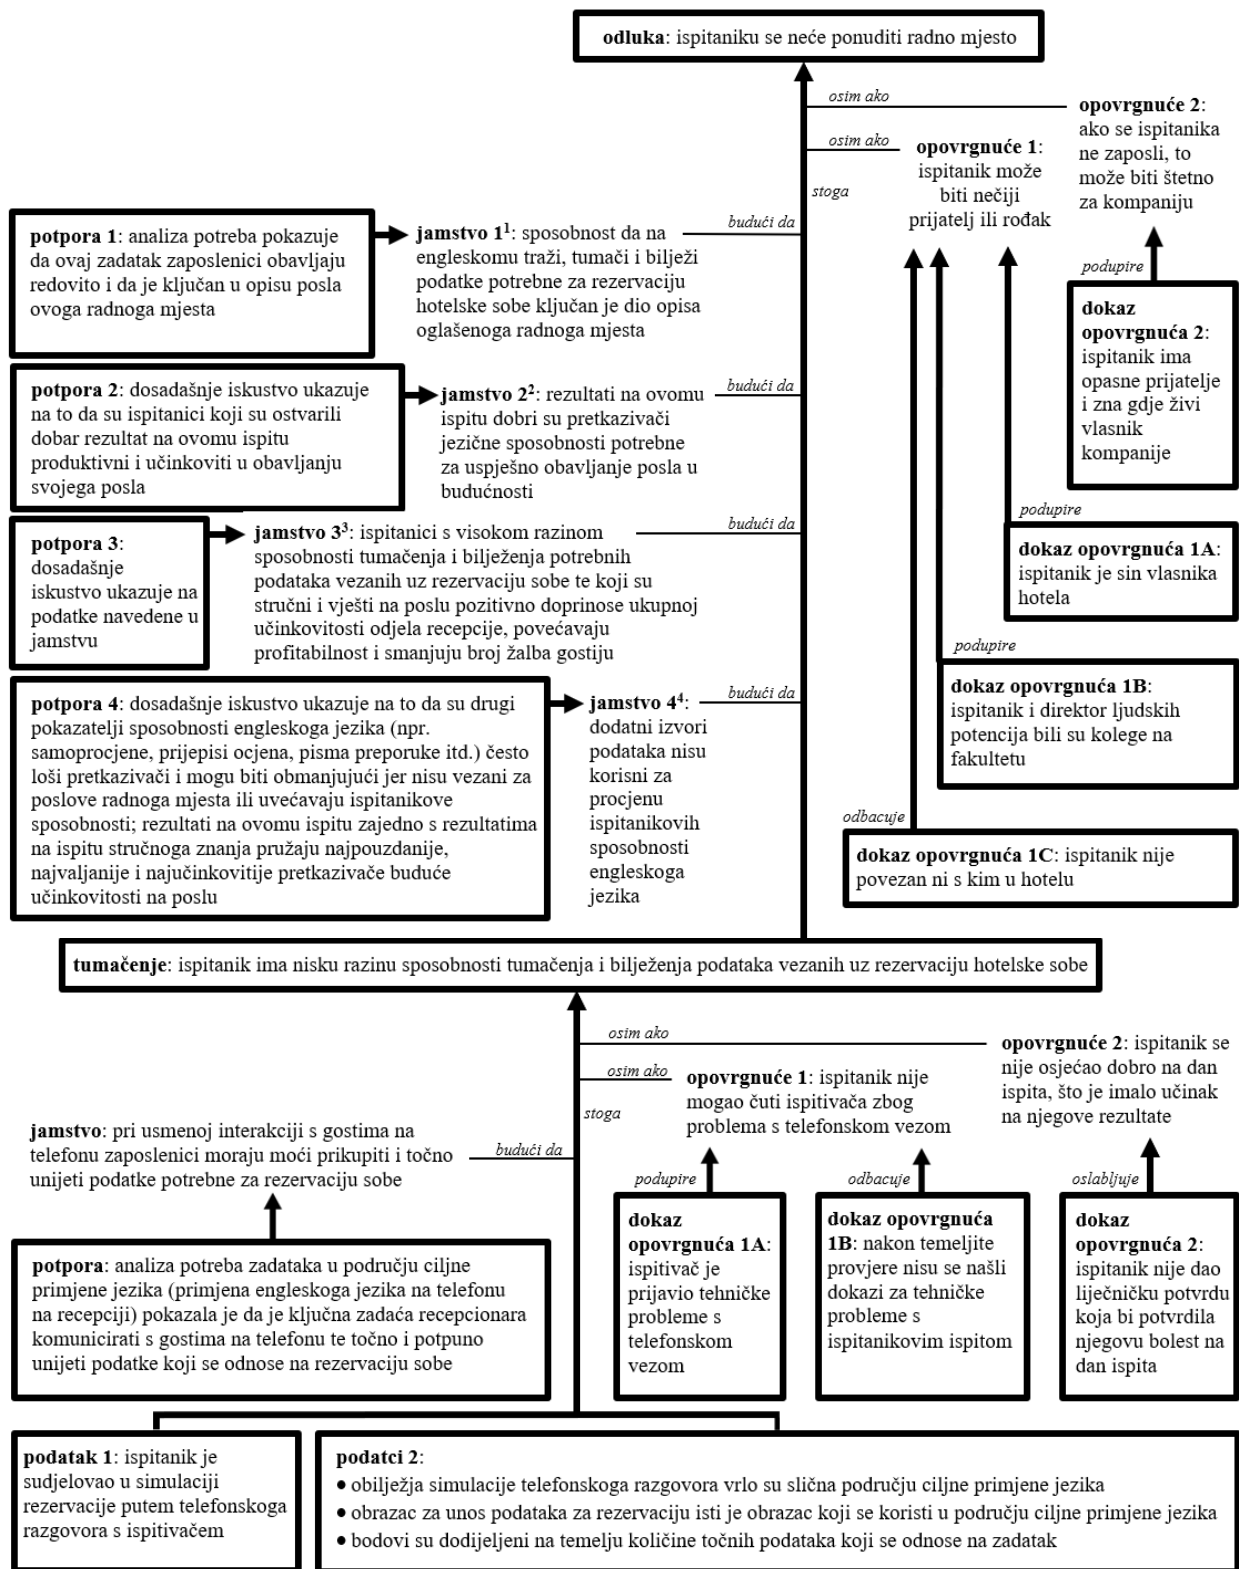 odluka: ispitaniku se neće ponuditi radno mjesto
osim ako
opovrgnuće 2:
ako se ispitanika
ne zaposli, to
može biti štetno
za kompaniju
osim ako
opovrgnuće 1:
ispitanik može
biti nečiji
prijatelj ili rođak
stoga
potpora 1: analiza potreba pokazuje
da ovaj zadatak zaposlenici obavljaju
redovito i da je ključan u opisu posla
ovoga radnoga mjesta
jamstvo 1¹: sposobnost da na
engleskomu traži, tumači i bilježi
podatke potrebne za rezervaciju
hotelske sobe ključan je dio opisa
oglašenoga radnoga mjesta
budući da
podupire
dokaz
opovrgnuća 2:
ispitanik ima
opasne prijatelje
i zna gdje živi
vlasnik
kompanije
potpora 2: dosadašnje iskustvo ukazuje
na to da su ispitanici koji su ostvarili
dobar rezultat na ovomu ispitu
produktivni i učinkoviti u obavljanju
svojega posla
jamstvo 2²: rezultati na ovomu
ispitu dobri su pretkazivači
jezične sposobnosti potrebne
za uspješno obavljanje posla u
budućnosti
budući da
podupire
dokaz opovrgnuća 1A:
ispitanik je sin vlasnika
hotela
potpora 3:
dosadašnje
iskustvo ukazuje na
podatke navedene u
jamstvu
jamstvo 3³: ispitanici s visokom razinom
sposobnosti tumačenja i bilježenja potrebnih
podataka vezanih uz rezervaciju sobe te koji su
stručni i vješti na poslu pozitivno doprinose ukupnoj
učinkovitosti odjela recepcije, povećavaju
profitabilnost i smanjuju broj žalba gostiju
budući da
podupire
dokaz opovrgnuća 1B:
ispitanik i direktor ljudskih
potencija bili su kolege na
fakultetu
potpora 4: dosadašnje iskustvo ukazuje na to da su drugi
pokazatelji sposobnosti engleskoga jezika (npr.
samoprocjene, prijepisi ocjena, pisma preporuke itd.) često
loši pretkazivači i mogu biti obmanjujući jer nisu vezani za
poslove radnoga mjesta ili uvećavaju ispitanikove
sposobnosti; rezultati na ovomu ispitu zajedno s rezultatima
na ispitu stručnoga znanja pružaju najpouzdanije,
najvaljanije i najučinkovitije pretkazivače buduće
učinkovitosti na poslu
jamstvo 4⁴:
dodatni izvori
podataka nisu
korisni za
procjenu
ispitanikovih
sposobnosti
engleskoga
jezika
budući da
odbacuje
dokaz opovrgnuća 1C: ispitanik nije
povezan ni s kim u hotelu
tumačenje: ispitanik ima nisku razinu sposobnosti tumačenja i bilježenja podataka vezanih uz rezervaciju hotelske sobe
osim ako
opovrgnuće 2: ispitanik se
nije osjećao dobro na dan
ispita, što je imalo učinak
na njegove rezultate
osim ako
opovrgnuće 1: ispitanik nije
mogao čuti ispitivača zbog
problema s telefonskom vezom
stoga
jamstvo: pri usmenoj interakciji s gostima na
telefonu zaposlenici moraju moći prikupiti i točno
unijeti podatke potrebne za rezervaciju sobe
budući da
podupire
dokaz
opovrgnuća 1A:
ispitivač je
prijavio tehničke
probleme s
telefonskom
vezom
odbacuje
dokaz opovrgnuća
1B: nakon temeljite
provjere nisu se našli
dokazi za tehničke
probleme s
ispitanikovim ispitom
oslabljuje
dokaz
opovrgnuća 2:
ispitanik nije dao
liječničku potvrdu
koja bi potvrdila
njegovu bolest na
dan ispita
potpora: analiza potreba zadataka u području ciljne
primjene jezika (primjena engleskoga jezika na telefonu
na recepciji) pokazala je da je ključna zadaća recepcionara
komunicirati s gostima na telefonu te točno i potpuno
unijeti podatke koji se odnose na rezervaciju sobe
podatak 1: ispitanik je
sudjelovao u simulaciji
rezervacije putem telefonskoga
razgovora s ispitivačem
podatci 2:
• obilježja simulacije telefonskoga razgovora vrlo su slična području ciljne primjene jezika
• obrazac za unos podataka za rezervaciju isti je obrazac koji se koristi u području ciljne primjene jezika
• bodovi su dodijeljeni na temelju količine točnih podataka koji se odnose na zadatak